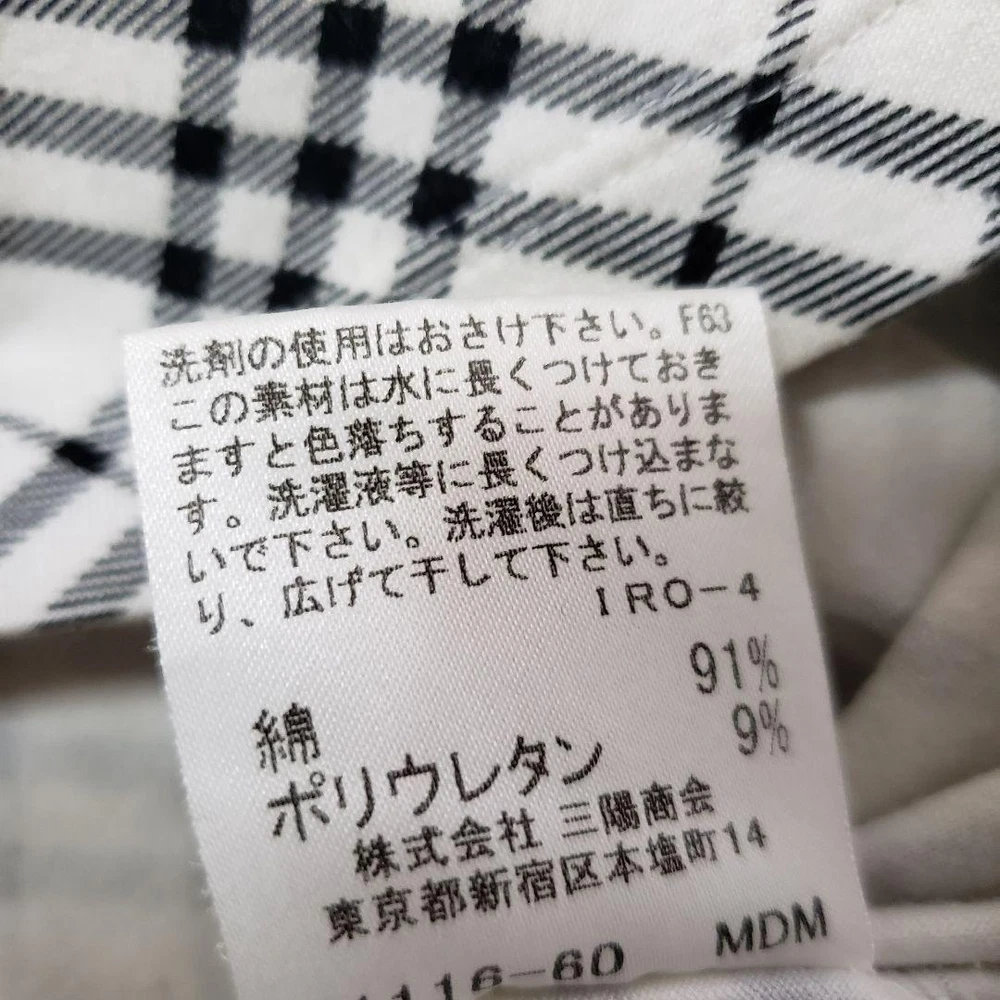 洗剤の使用はおさけ下さい。F63
この素材は水に長くつけておき
ますと色落ちすることがありま
す。洗濯液等に長くつけ込まな
いで下さい。洗濯後は直ちに絞
り、広げて干して下さい。
IRO-4
綿 91%
ポリウレタン 9%
株式会社 三陽商会
東京都新宿区本塩町14
MDM